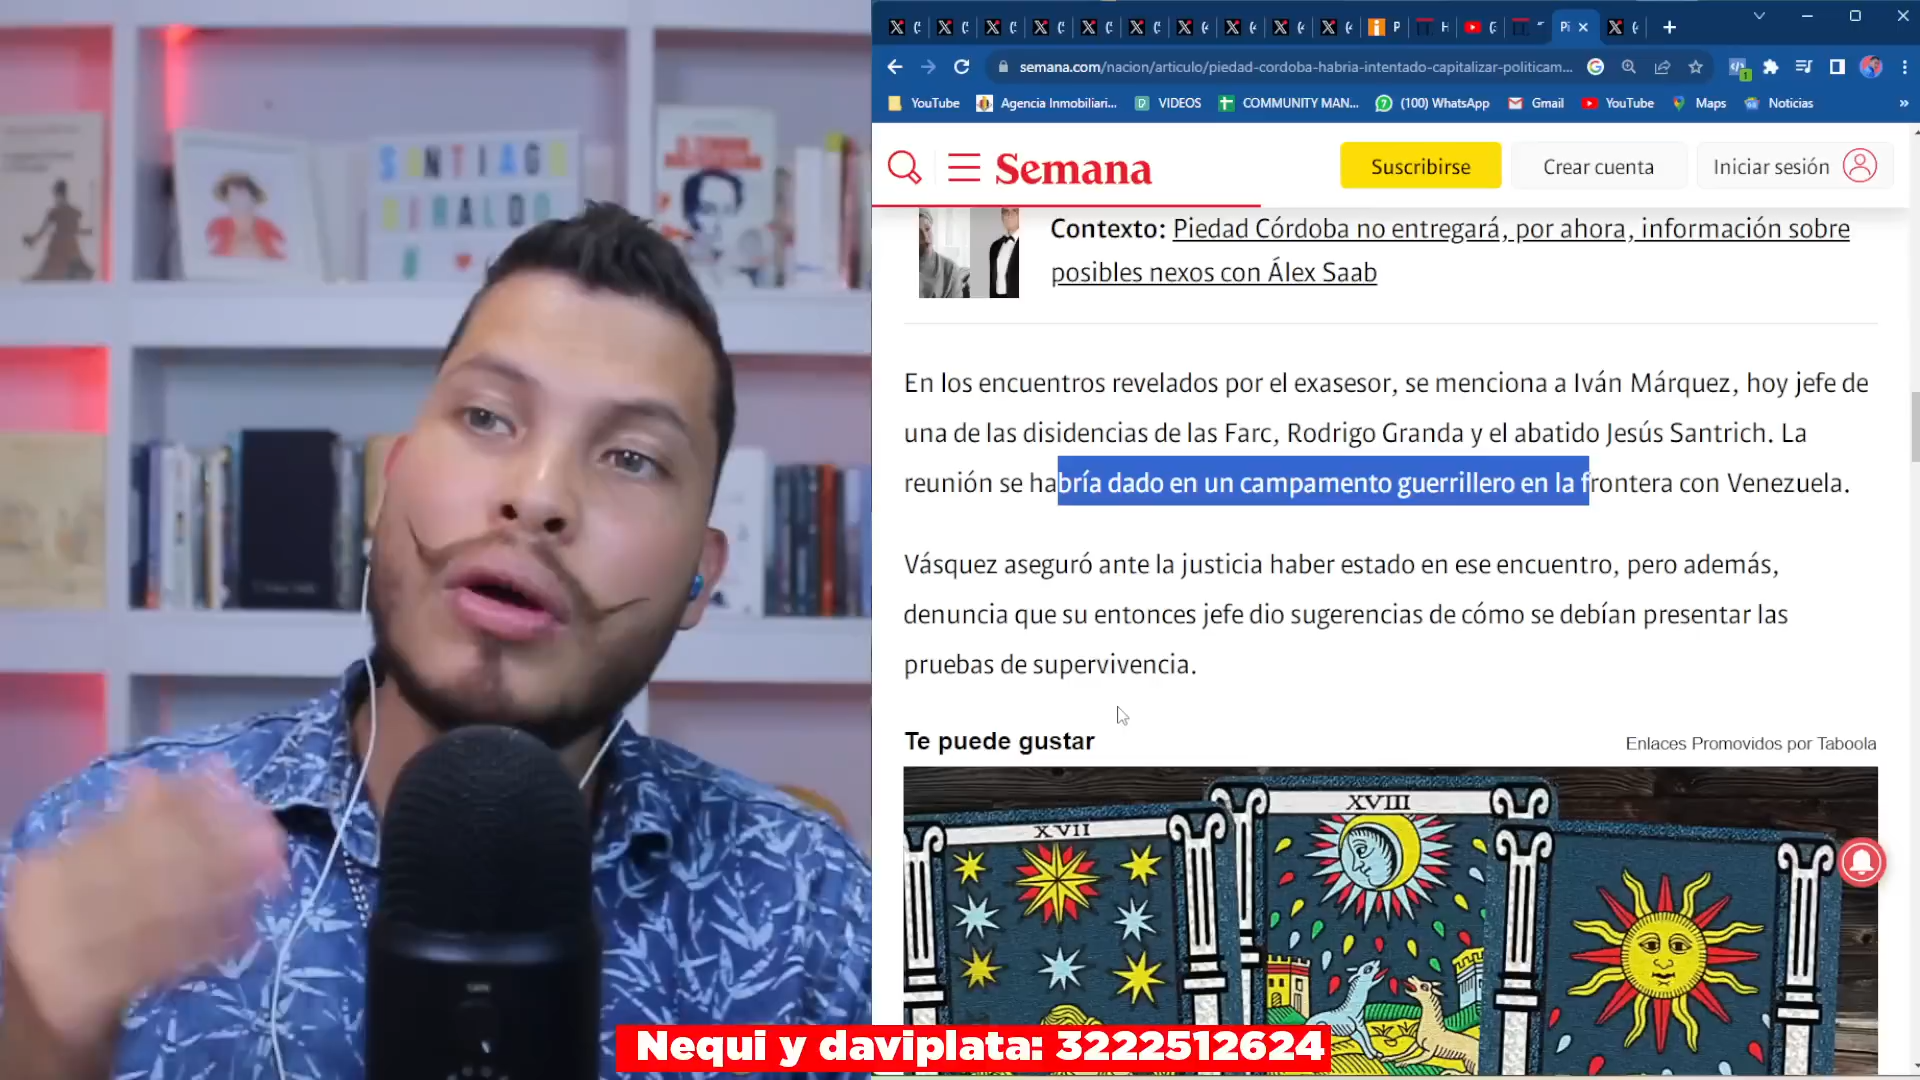 SANTIAGO
GIRALDO
semana.com/nacion/articulo/piedad-cordoba-habria-intentado-capitalizar-politicam...
YouTube
Agencia Inmobiliari...
VIDEOS
COMMUNITY MAN...
(100) WhatsApp
Gmail
YouTube
Maps
Noticias
»
Semana
Suscribirse
Crear cuenta
Iniciar sesión
Contexto: Piedad Córdoba no entregará, por ahora, información sobre
posibles nexos con Álex Saab
En los encuentros revelados por el exasesor, se menciona a Iván Márquez, hoy jefe de
una de las disidencias de las Farc, Rodrigo Granda y el abatido Jesús Santrich. La
reunión se habría dado en un campamento guerrillero en la frontera con Venezuela.
Vásquez aseguró ante la justicia haber estado en ese encuentro, pero además,
denuncia que su entonces jefe dio sugerencias de cómo se debían presentar las
pruebas de supervivencia.
Te puede gustar
Enlaces Promovidos por Taboola
XVII
XVIII
Nequi y daviplata: 3222512624